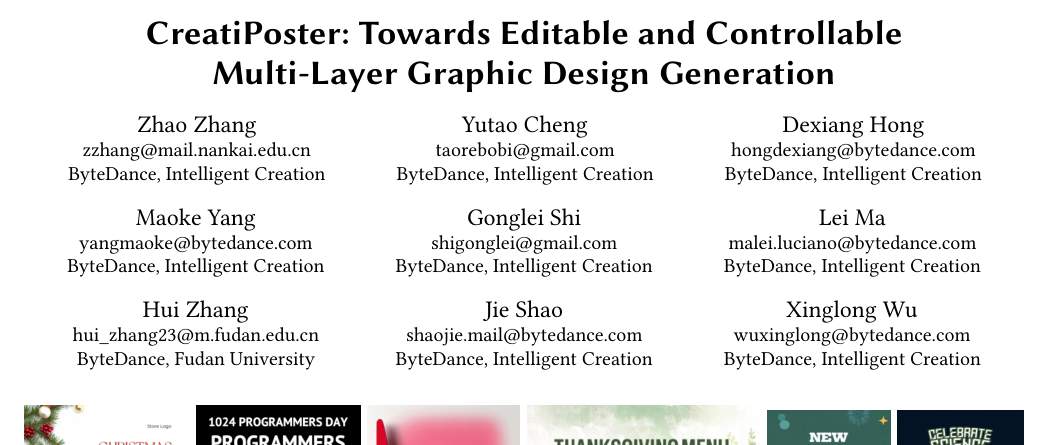 CreatiPoster: Towards Editable and Controllable
Multi-Layer Graphic Design Generation
Zhao Zhang
zzhang@mail.nankai.edu.cn
ByteDance, Intelligent Creation
Yutao Cheng
taorebobi@gmail.com
ByteDance, Intelligent Creation
Dexiang Hong
hongdexiang@bytedance.com
ByteDance, Intelligent Creation
Maoke Yang
yangmaoke@bytedance.com
ByteDance, Intelligent Creation
Gonglei Shi
shigonglei@gmail.com
ByteDance, Intelligent Creation
Lei Ma
malei.luciano@bytedance.com
ByteDance, Intelligent Creation
Hui Zhang
hui_zhang23@m.fudan.edu.cn
ByteDance, Fudan University
Jie Shao
shaojie.mail@bytedance.com
ByteDance, Intelligent Creation
Xinglong Wu
wuxinglong@bytedance.com
ByteDance, Intelligent Creation
Store Logo
CHRISTMAS
1024 PROGRAMMERS DAY
PROGRAMMERS
THANKSGIVING MENU
NEW
CELEBRATE
SCIENCE